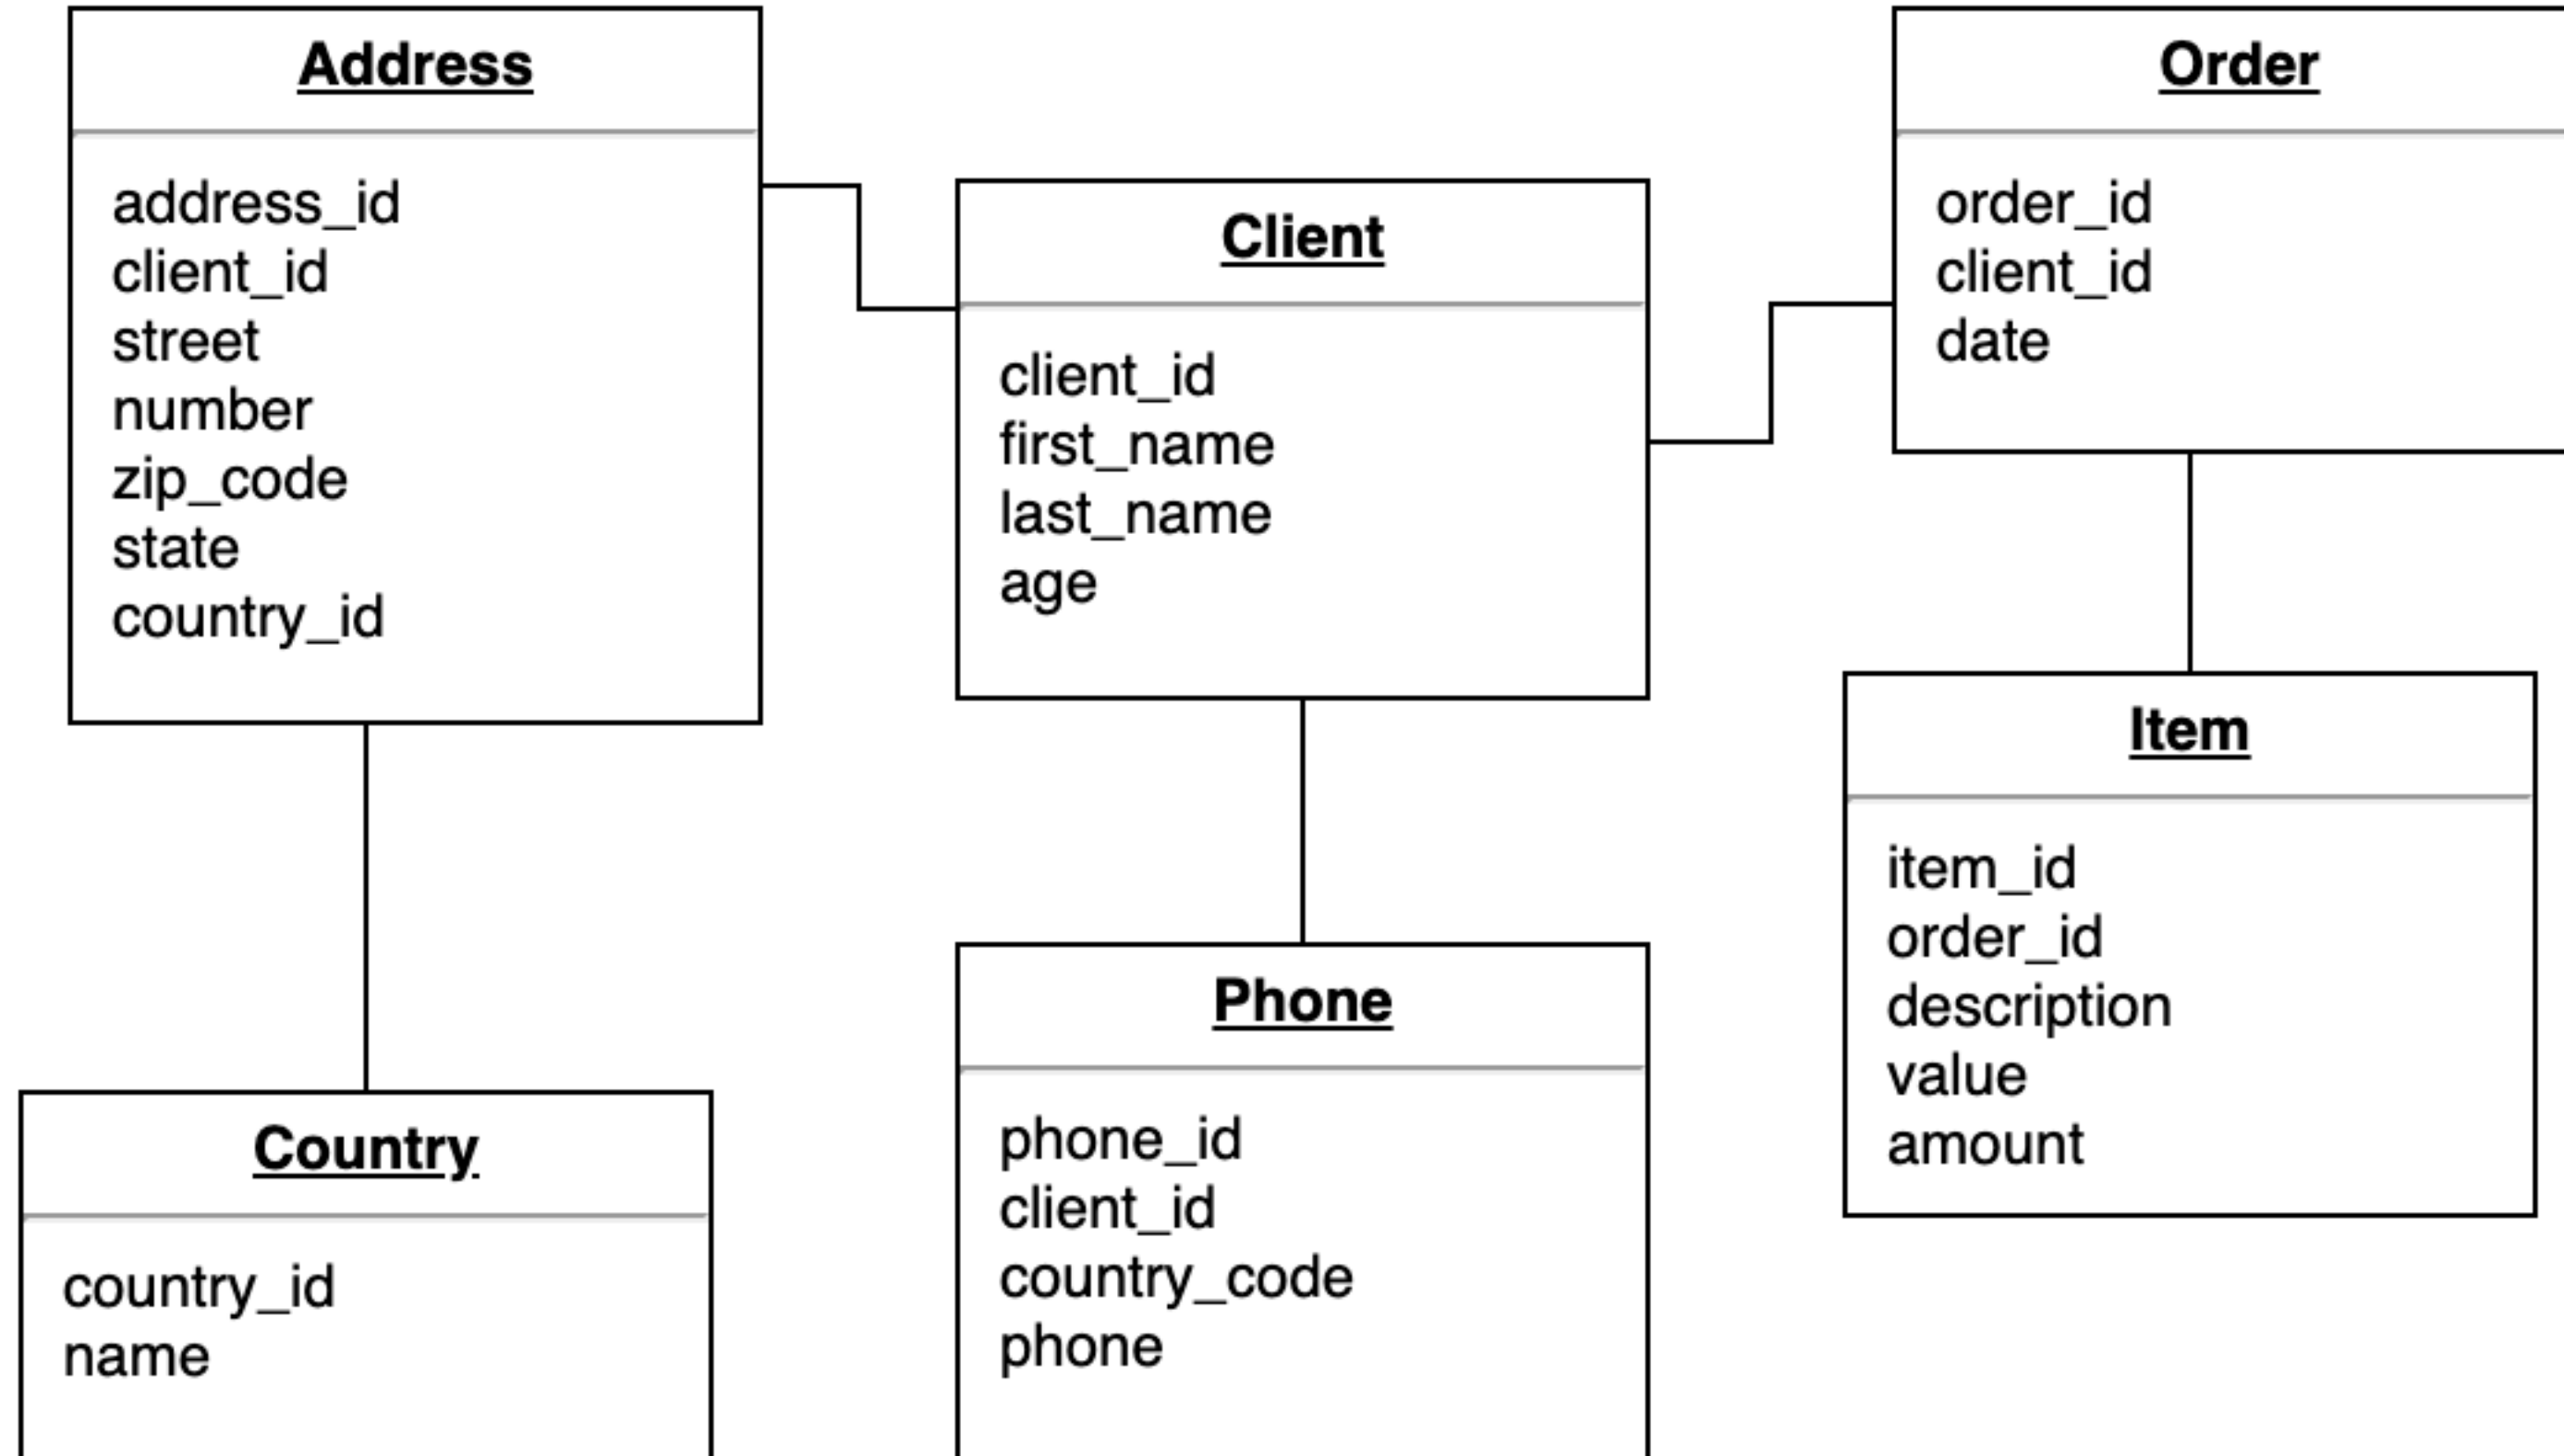 Address
address_id
client_id
street
number
zip_code
state
country_id
Client
client_id
first_name
last_name
age
Order
order_id
client_id
date
Country
country_id
name
Phone
phone_id
client_id
country_code
phone
Item
item_id
order_id
description
value
amount